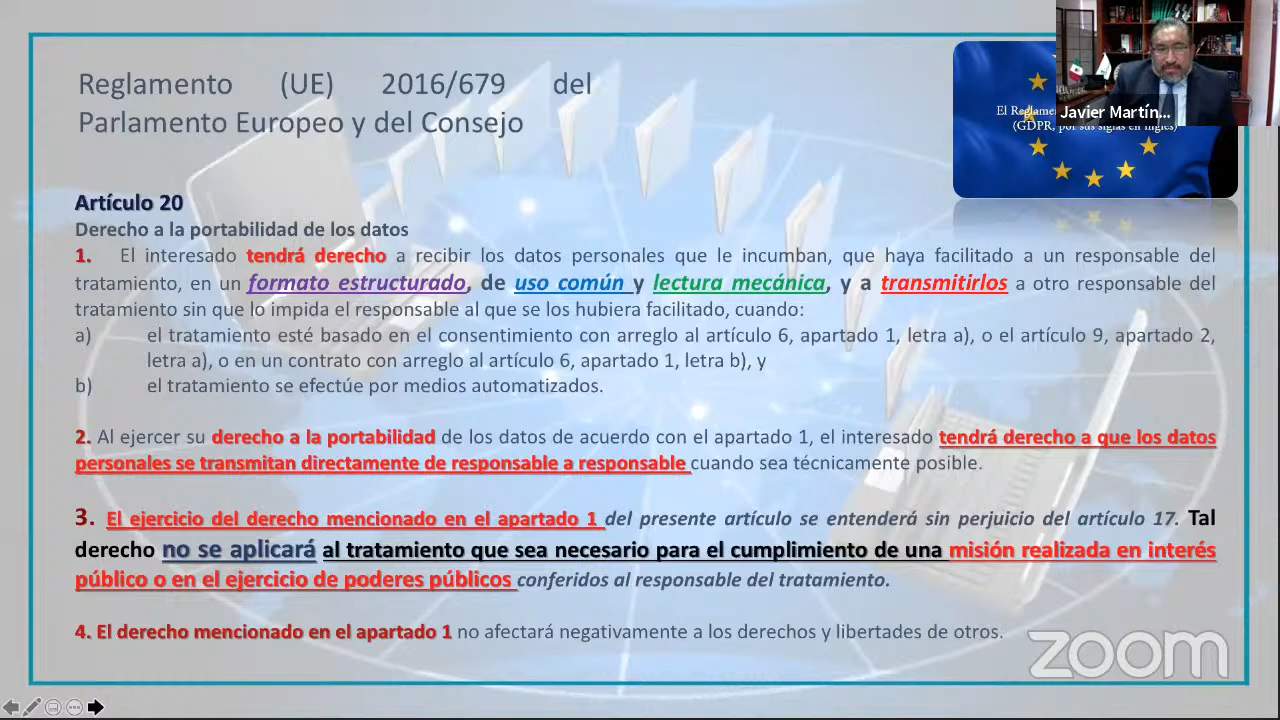 Reglamento (UE) 2016/679 del
Parlamento Europeo y del Consejo
El Reglame
(GDPR, por sus siglas en inglés)
Javier Martín...
Artículo 20
Derecho a la portabilidad de los datos
1. El interesado tendrá derecho a recibir los datos personales que le incumban, que haya facilitado a un responsable del
tratamiento, en un formato estructurado, de uso común y lectura mecánica, y a transmitirlos a otro responsable del
tratamiento sin que lo impida el responsable al que se los hubiera facilitado, cuando:
a) el tratamiento esté basado en el consentimiento con arreglo al artículo 6, apartado 1, letra a), o el artículo 9, apartado 2,
letra a), o en un contrato con arreglo al artículo 6, apartado 1, letra b), y
b) el tratamiento se efectúe por medios automatizados.
2. Al ejercer su derecho a la portabilidad de los datos de acuerdo con el apartado 1, el interesado tendrá derecho a que los datos
personales se transmitan directamente de responsable a responsable cuando sea técnicamente posible.
3. El ejercicio del derecho mencionado en el apartado 1 del presente artículo se entenderá sin perjuicio del artículo 17. Tal
derecho no se aplicará al tratamiento que sea necesario para el cumplimiento de una misión realizada en interés
público o en el ejercicio de poderes públicos conferidos al responsable del tratamiento.
4. El derecho mencionado en el apartado 1 no afectará negativamente a los derechos y libertades de otros.
zoom